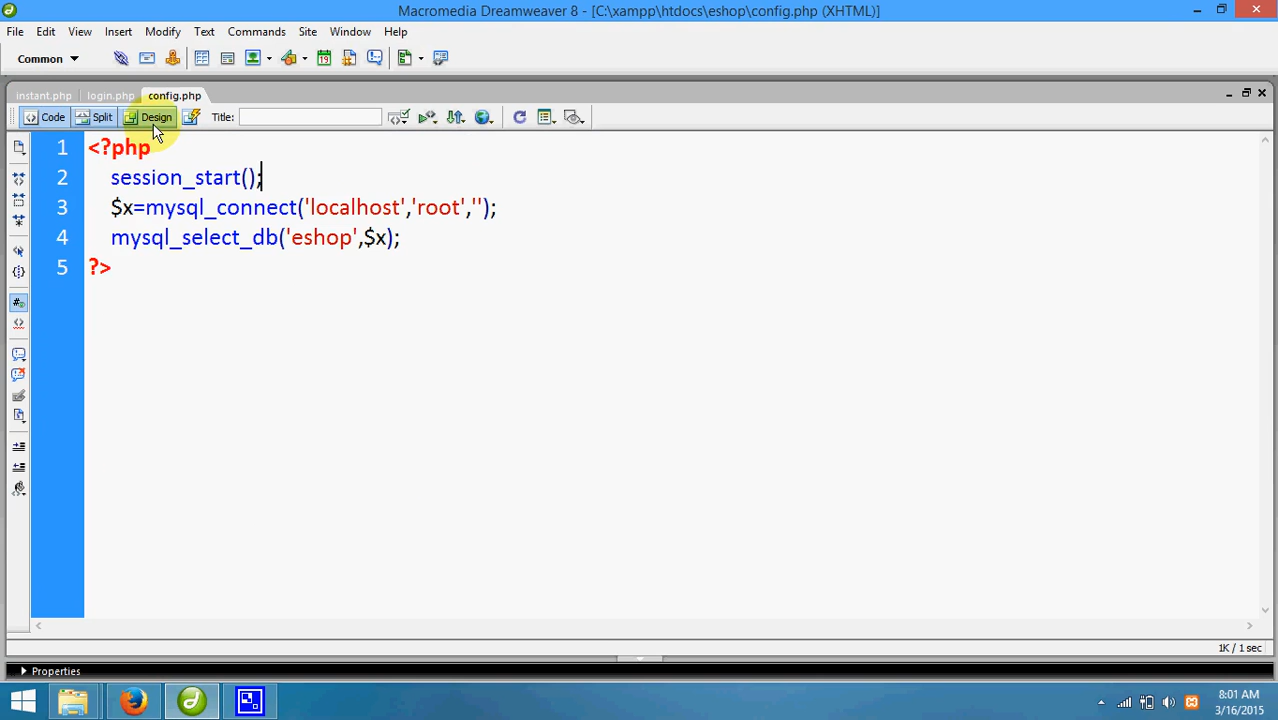 Macromedia Dreamweaver 8 - [C:\xampp\htdocs\eshop\config.php (XHTML)]
File Edit View Insert Modify Text Commands Site Window Help
Common
instant.php login.php config.php
Code Split Design Title:
1 <?php
2 session_start();
3 $x=mysql_connect('localhost','root','');
4 mysql_select_db('eshop',$x);
5 ?>
1K / 1 sec
Properties
8:01 AM
3/16/2015